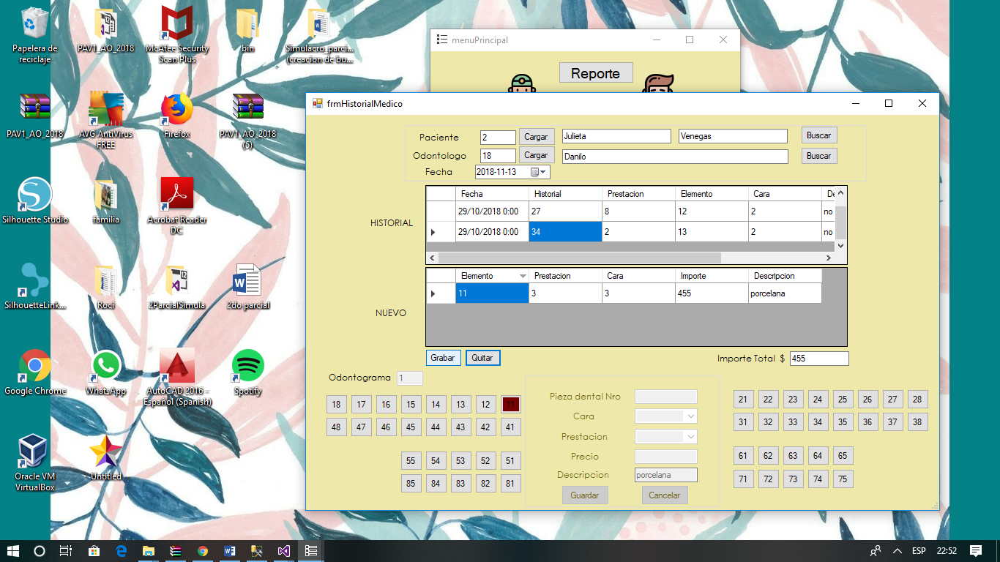 Papelera de
reciclaje
PAV1_AO_2018
McAfee Security
Scan Plus
bin
Simulacro_parci...
(creacion de bu...
PAV1_AO_2018
AVG AntiVirus
FREE
Firefox
PAV1_AO_2018
(5)
Silhouette Studio
familia
Acrobat Reader
DC
SilhouetteLink...
Roci
2ParcialSimula
2do parcial
Google Chrome
WhatsApp
AutoCAD 2016 -
Español (Spanish)
Spotify
Oracle VM
VirtualBox
Untitled
menuPrincipal
Reporte
frmHistorialMedico
Paciente 2 Cargar Julieta Venegas Buscar
Odontologo 18 Cargar Danilo Buscar
Fecha 2018-11-13
HISTORIAL
Fecha Historial Prestacion Elemento Cara De
29/10/2018 0:00 27 8 12 2 no
29/10/2018 0:00 34 2 13 2 no
NUEVO
Elemento Prestacion Cara Importe Descripcion
11 3 3 455 porcelana
Grabar Quitar Importe Total $ 455
Odontograma 1
18 17 16 15 14 13 12 11
48 47 46 45 44 43 42 41
55 54 53 52 51
85 84 83 82 81
Pieza dental Nro
Cara
Prestacion
Precio
Descripcion porcelana
Guardar Cancelar
21 22 23 24 25 26 27 28
31 32 33 34 35 36 37 38
61 62 63 64 65
71 72 73 74 75
ESP 22:52